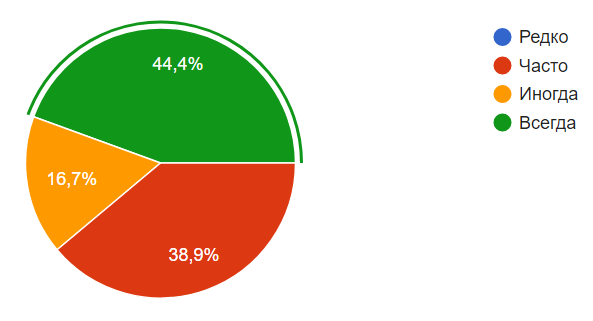 44,4%
16,7%
38,9%
Редко
Часто
Иногда
Всегда